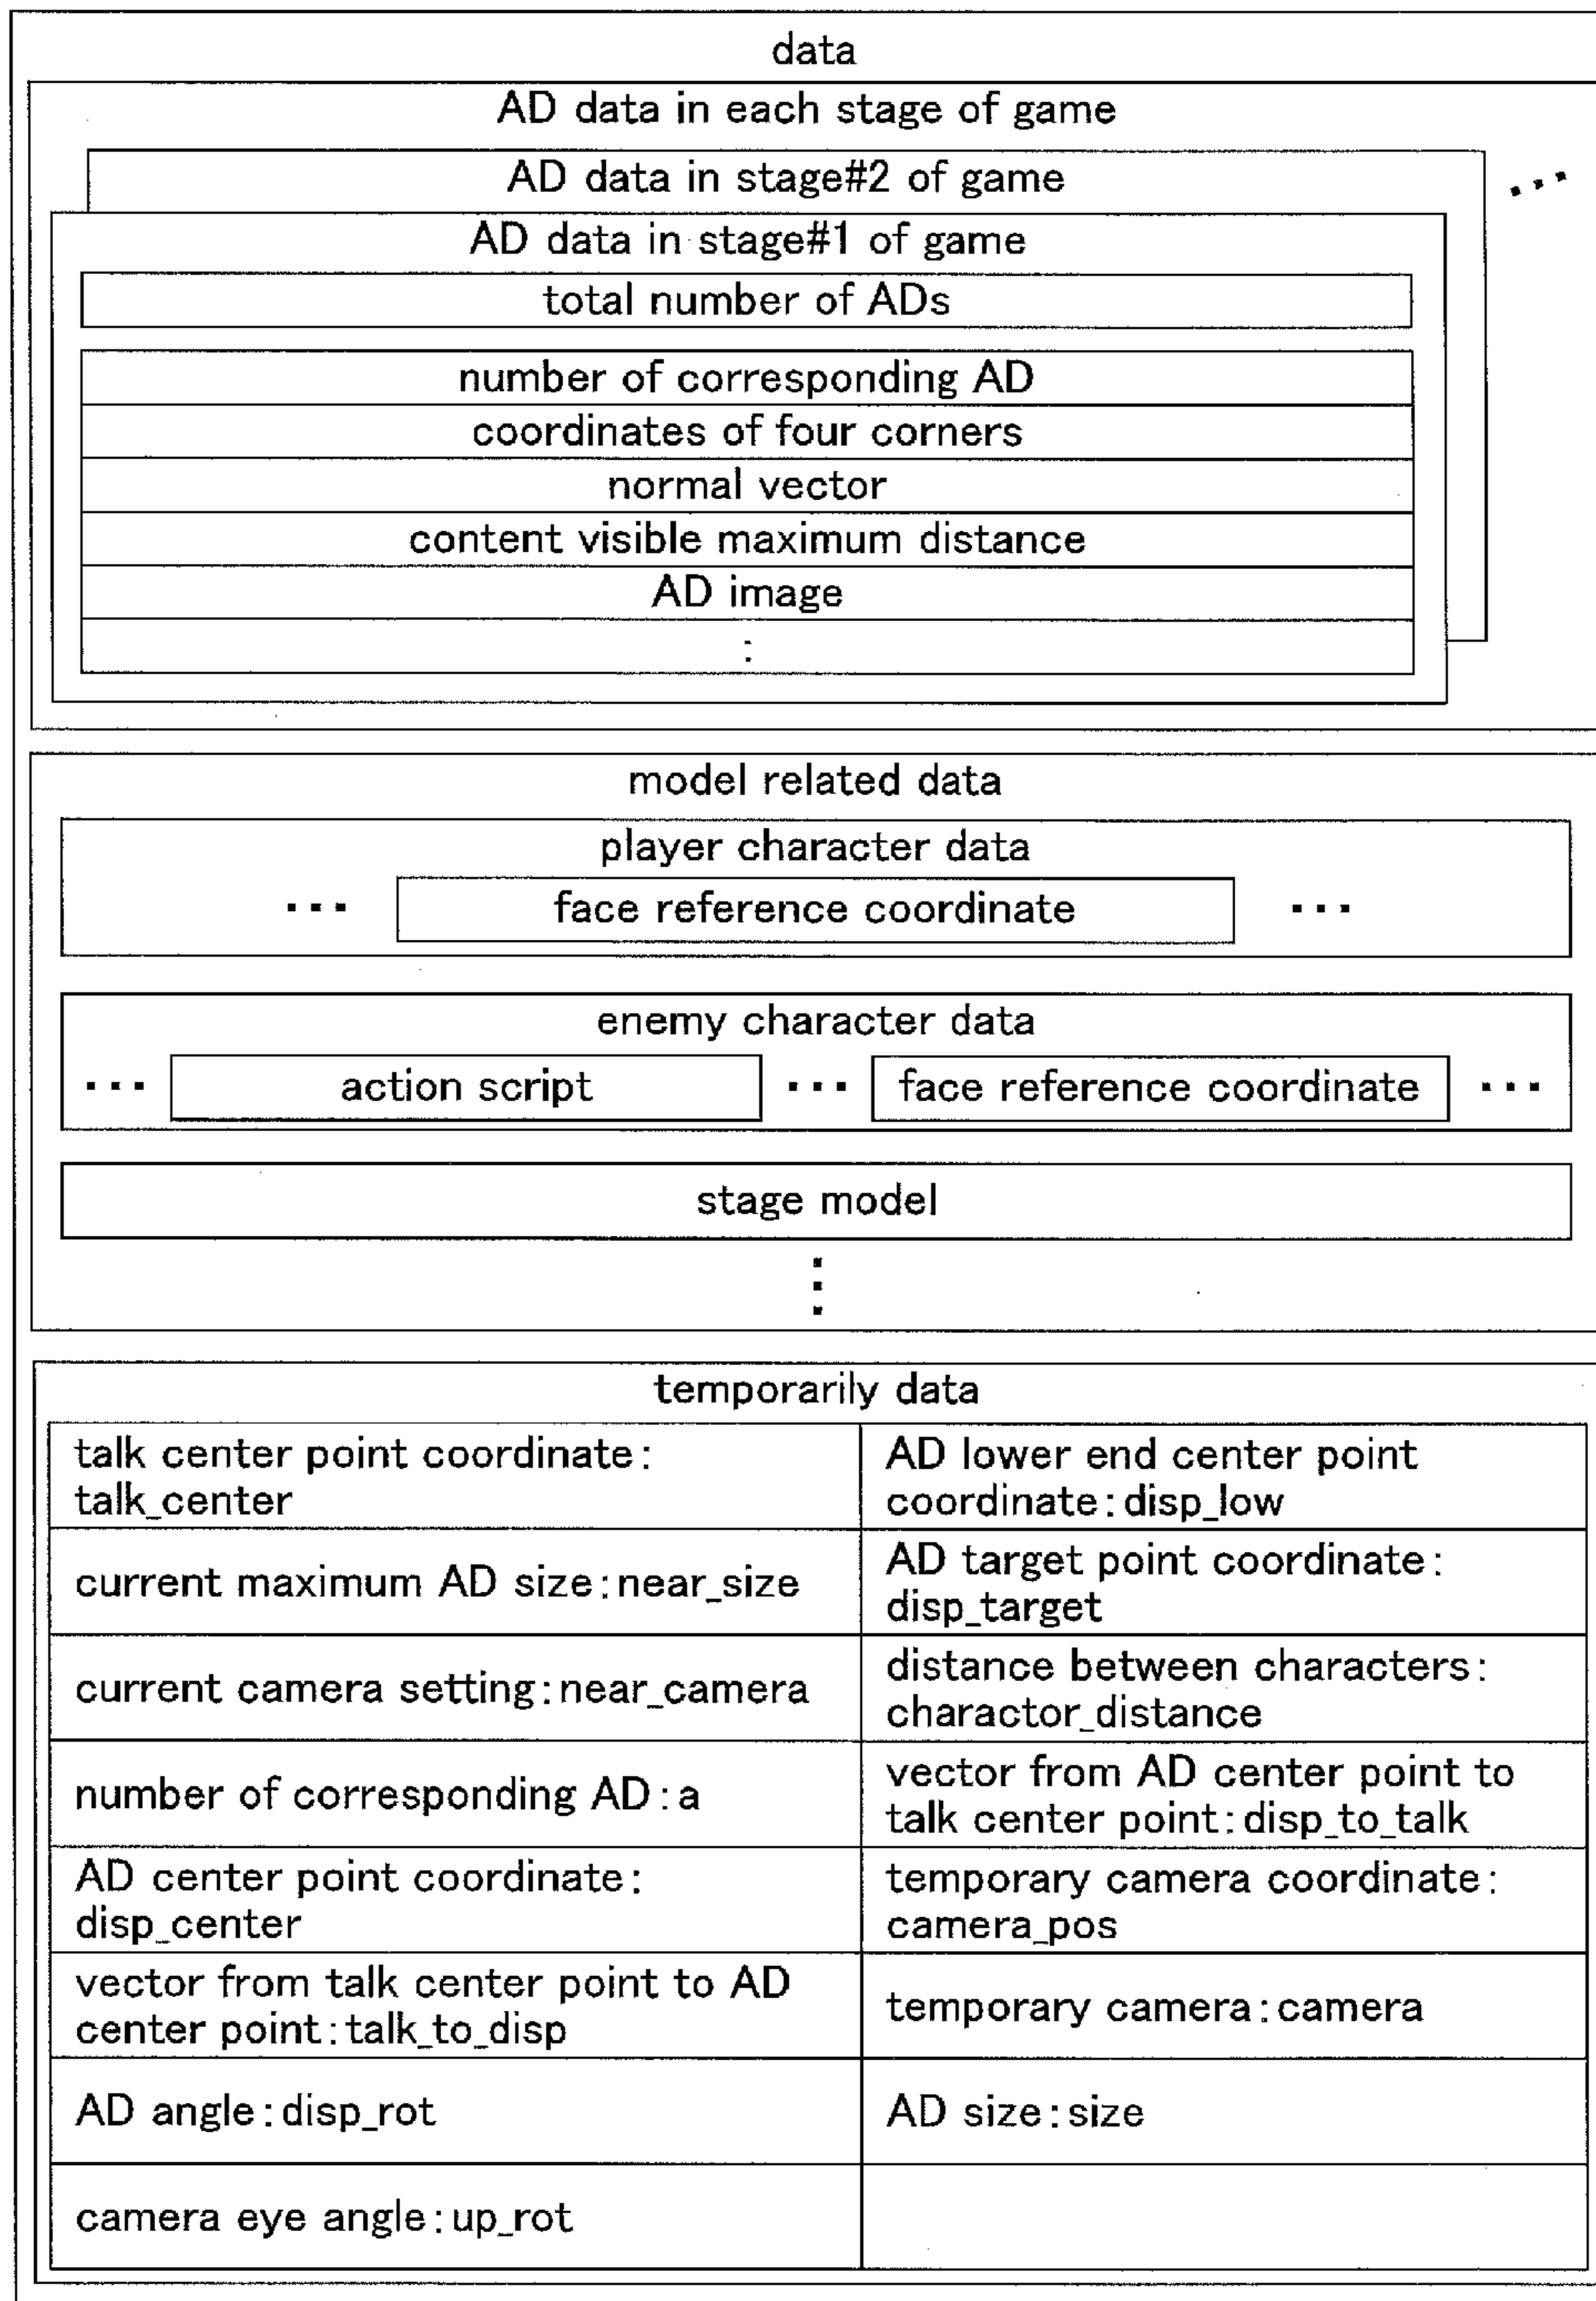 data
AD data in each stage of game
AD data in stage#2 of game
...
AD data in stage#1 of game
total number of ADs
number of corresponding AD
coordinates of four corners
normal vector
content visible maximum distance
AD image
:
model related data
player character data
... face reference coordinate ...
enemy character data
... action script ... face reference coordinate ...
stage model
⋮
temporarily data
talk center point coordinate:
talk_center
AD lower end center point
coordinate:disp_low
current maximum AD size:near_size
AD target point coordinate:
disp_target
current camera setting:near_camera
distance between characters:
charactor_distance
number of corresponding AD:a
vector from AD center point to
talk center point:disp_to_talk
AD center point coordinate:
disp_center
temporary camera coordinate:
camera_pos
vector from talk center point to AD
center point:talk_to_disp
temporary camera:camera
AD angle:disp_rot
AD size:size
camera eye angle:up_rot